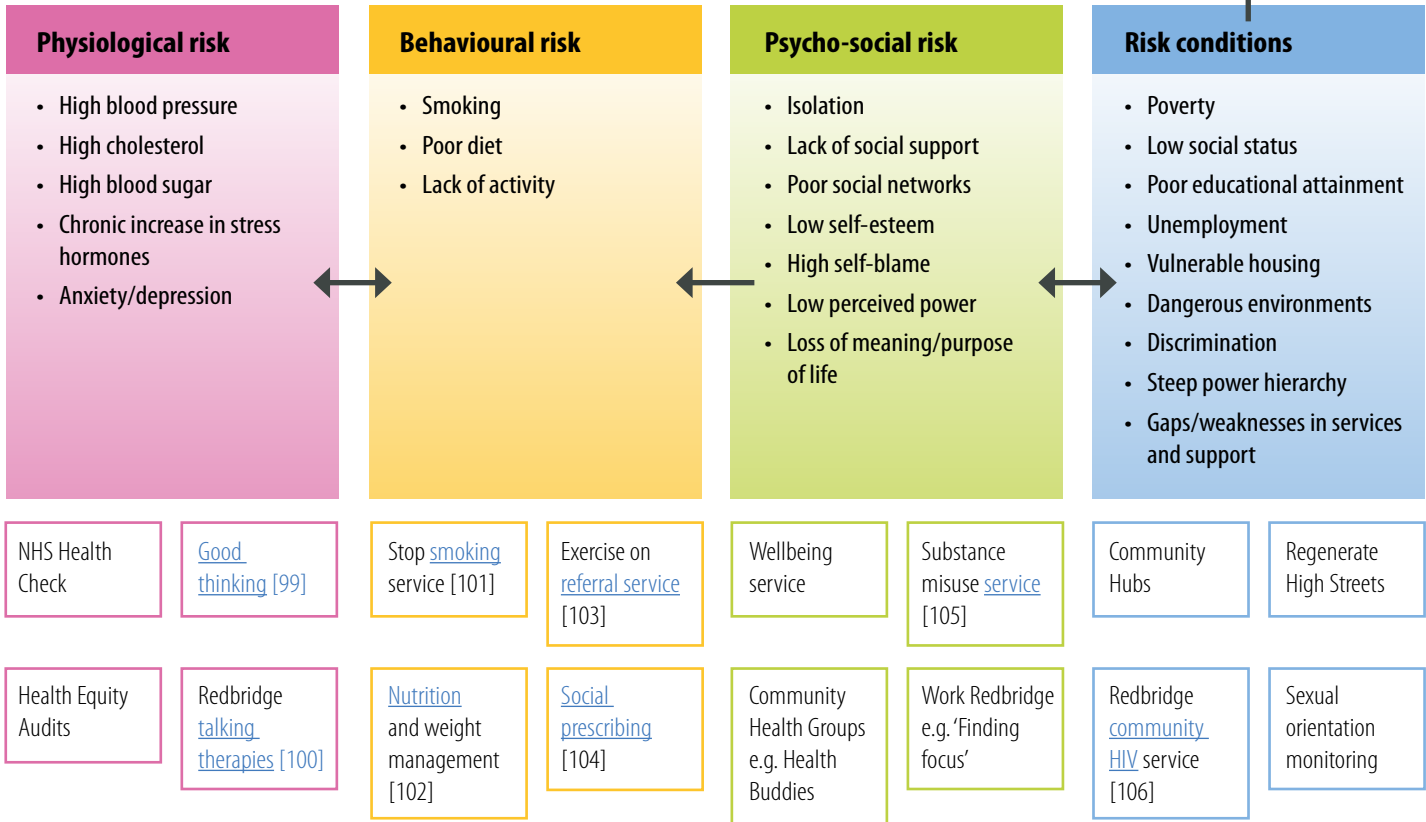 Physiological risk
• High blood pressure
• High cholesterol
• High blood sugar
• Chronic increase in stress
hormones
• Anxiety/depression
Behavioural risk
• Smoking
• Poor diet
• Lack of activity
Psycho-social risk
• Isolation
• Lack of social support
• Poor social networks
• Low self-esteem
• High self-blame
• Low perceived power
• Loss of meaning/purpose
of life
Risk conditions
• Poverty
• Low social status
• Poor educational attainment
• Unemployment
• Vulnerable housing
• Dangerous environments
• Discrimination
• Steep power hierarchy
• Gaps/weaknesses in services
and support
NHS Health
Check
Good
thinking [99]
Stop smoking
service [101]
Exercise on
referral service
[103]
Wellbeing
service
Substance
misuse service
[105]
Community
Hubs
Regenerate
High Streets
Health Equity
Audits
Redbridge
talking
therapies [100]
Nutrition
and weight
management
[102]
Social
prescribing
[104]
Community
Health Groups
e.g. Health
Buddies
Work Redbridge
e.g. 'Finding
focus'
Redbridge
community
HIV service
[106]
Sexual
orientation
monitoring